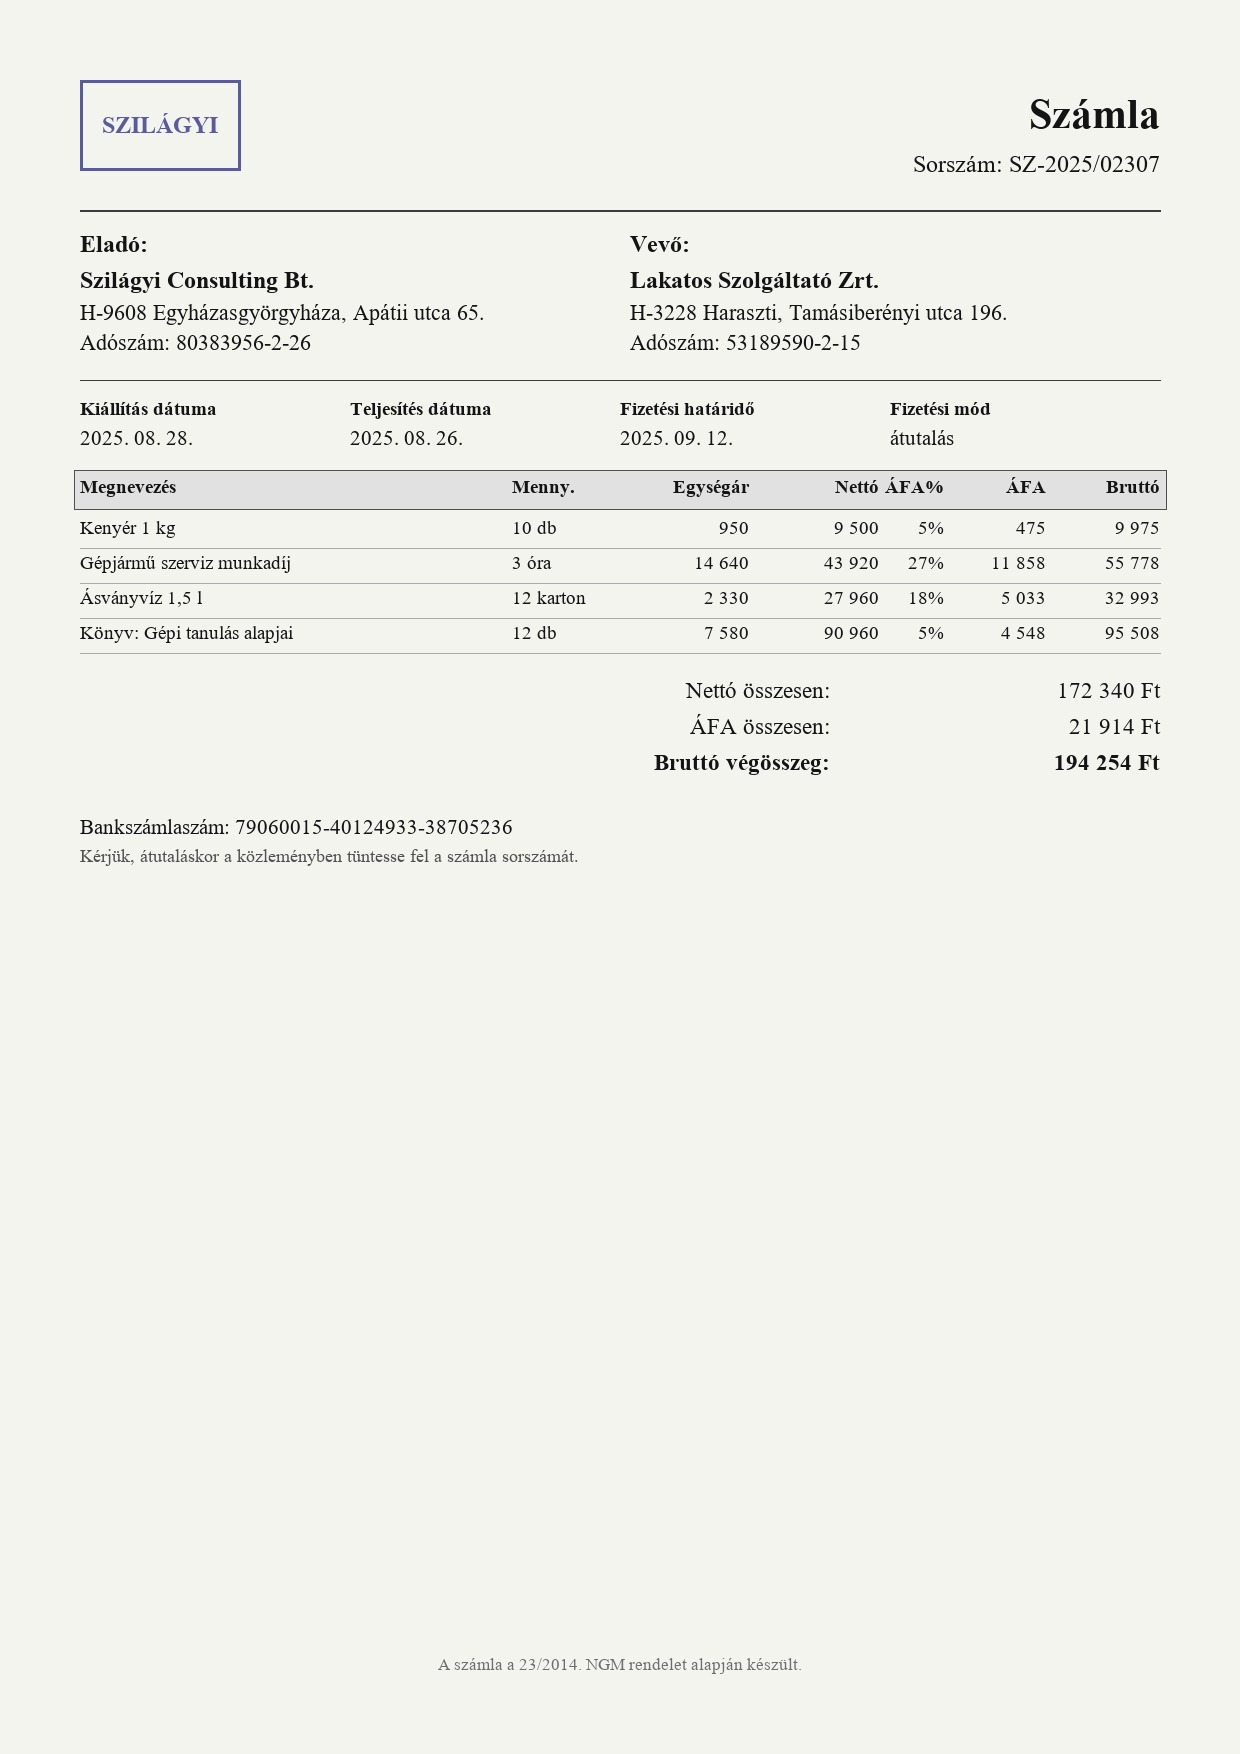 SZILÁGYI
Számla
Sorszám: SZ-2025/02307
Eladó:
Szilágyi Consulting Bt.
H-9608 Egyházasgyörgyháza, Apátii utca 65.
Adószám: 80383956-2-26
Vevő:
Lakatos Szolgáltató Zrt.
H-3228 Haraszti, Tamásiberényi utca 196.
Adószám: 53189590-2-15
Kiállítás dátuma Teljesítés dátuma Fizetési határidő Fizetési mód
2025. 08. 28. 2025. 08. 26. 2025. 09. 12. átutalás
Megnevezés Menny. Egységár Nettó ÁFA% ÁFA Bruttó
Kenyér 1 kg 10 db 950 9 500 5% 475 9 975
Gépjármű szerviz munkadíj 3 óra 14 640 43 920 27% 11 858 55 778
Ásványvíz 1,5 l 12 karton 2 330 27 960 18% 5 033 32 993
Könyv: Gépi tanulás alapjai 12 db 7 580 90 960 5% 4 548 95 508
Nettó összesen: 172 340 Ft
ÁFA összesen: 21 914 Ft
Bruttó végösszeg: 194 254 Ft
Bankszámlaszám: 79060015-40124933-38705236
Kérjük, átutaláskor a közleményben tüntesse fel a számla sorszámát.
A számla a 23/2014. NGM rendelet alapján készült.